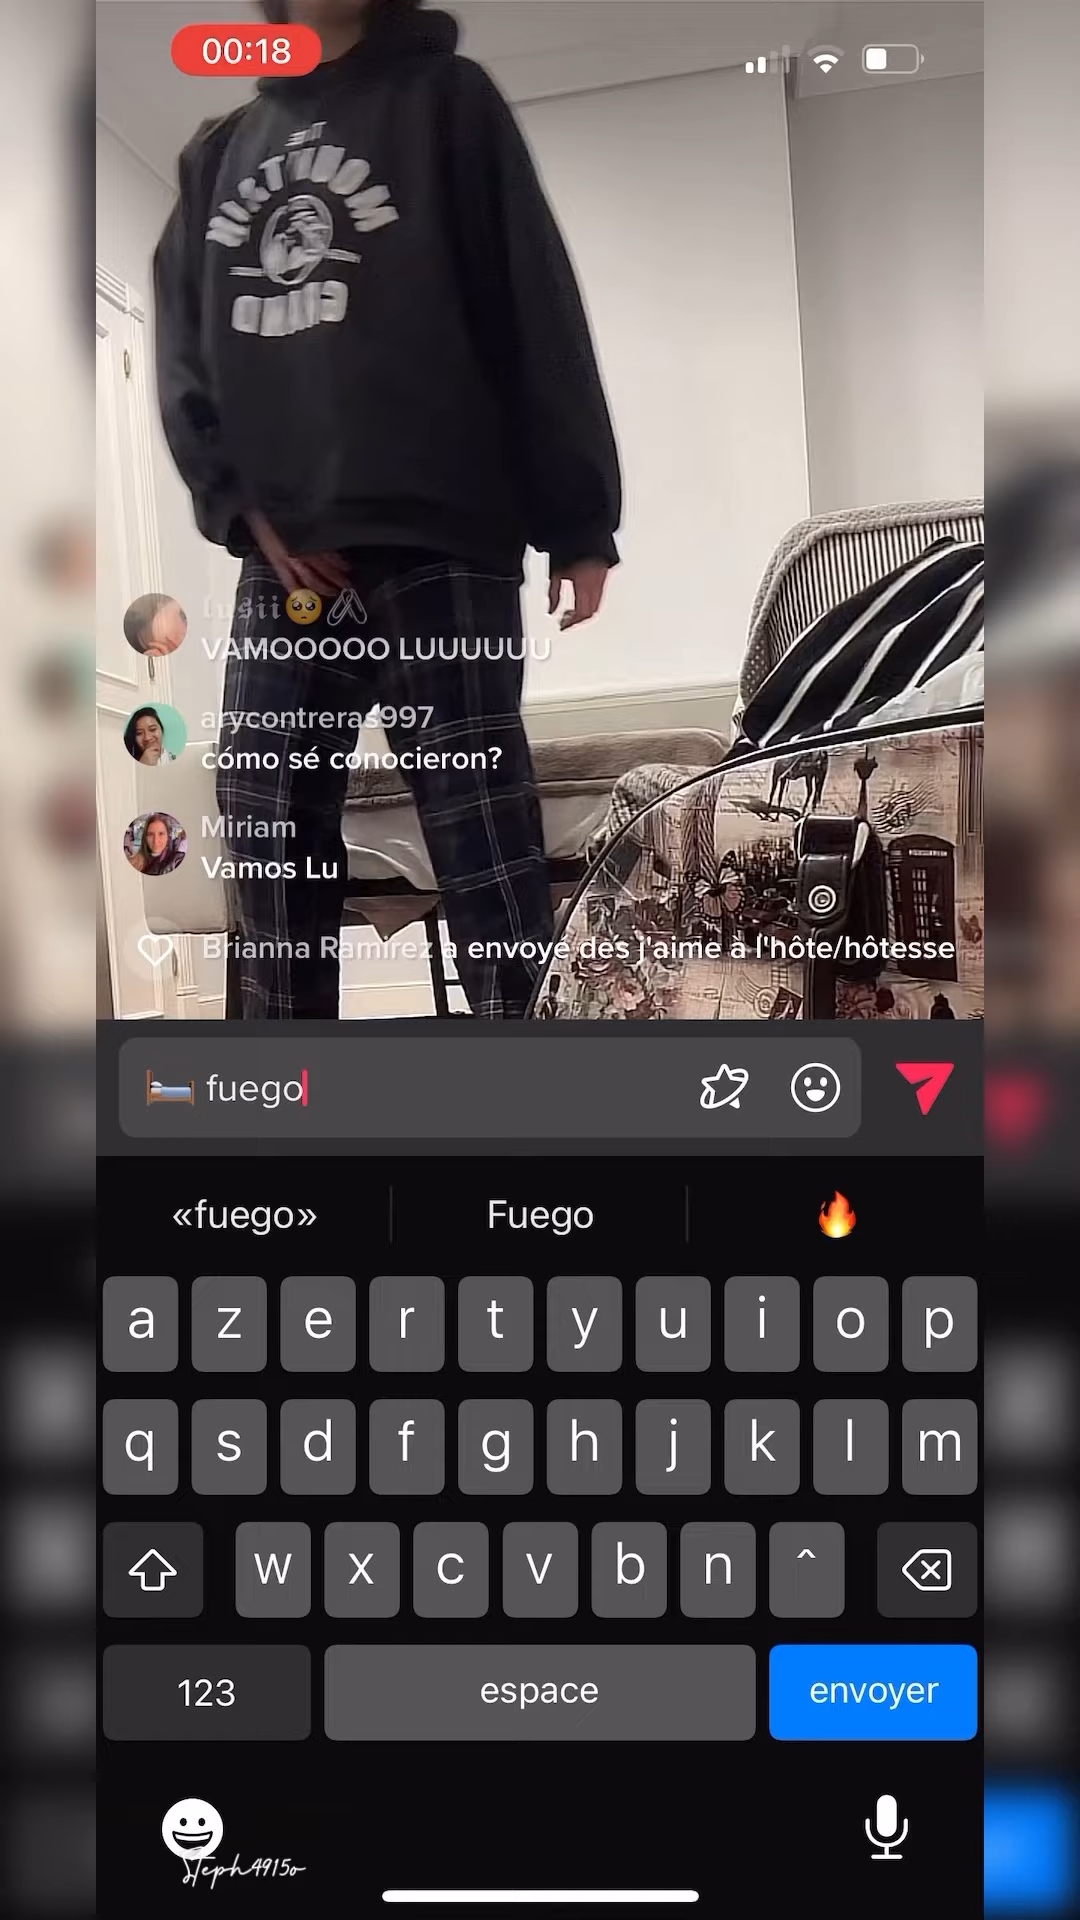 00:18
lusii🥺
VAMOOOOO LUUUUUU
arycontreras997
cómo sé conocieron?
Miriam
Vamos Lu
Brianna Ramirez a envoyé des j'aime à l'hôte/hôtesse
🛏️ fuego
«fuego» Fuego 🔥
a z e r t y u i o p
q s d f g h j k l m
w x c v b n ^
123 espace envoyer
Steph4915o